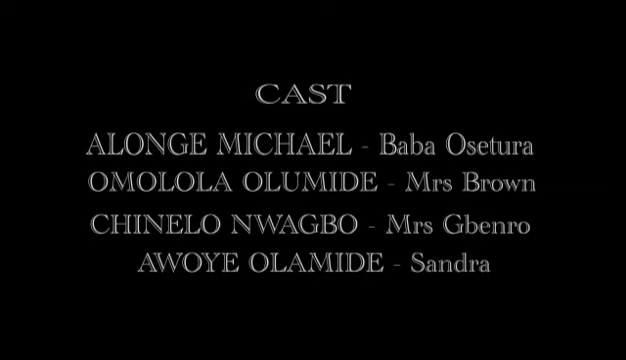 CAST
ALONGE MICHAEL - Baba Osetura
OMOLOLA OLUMIDE - Mrs Brown
CHINELO NWAGBO - Mrs Gbenro
AWOYE OLAMIDE - Sandra